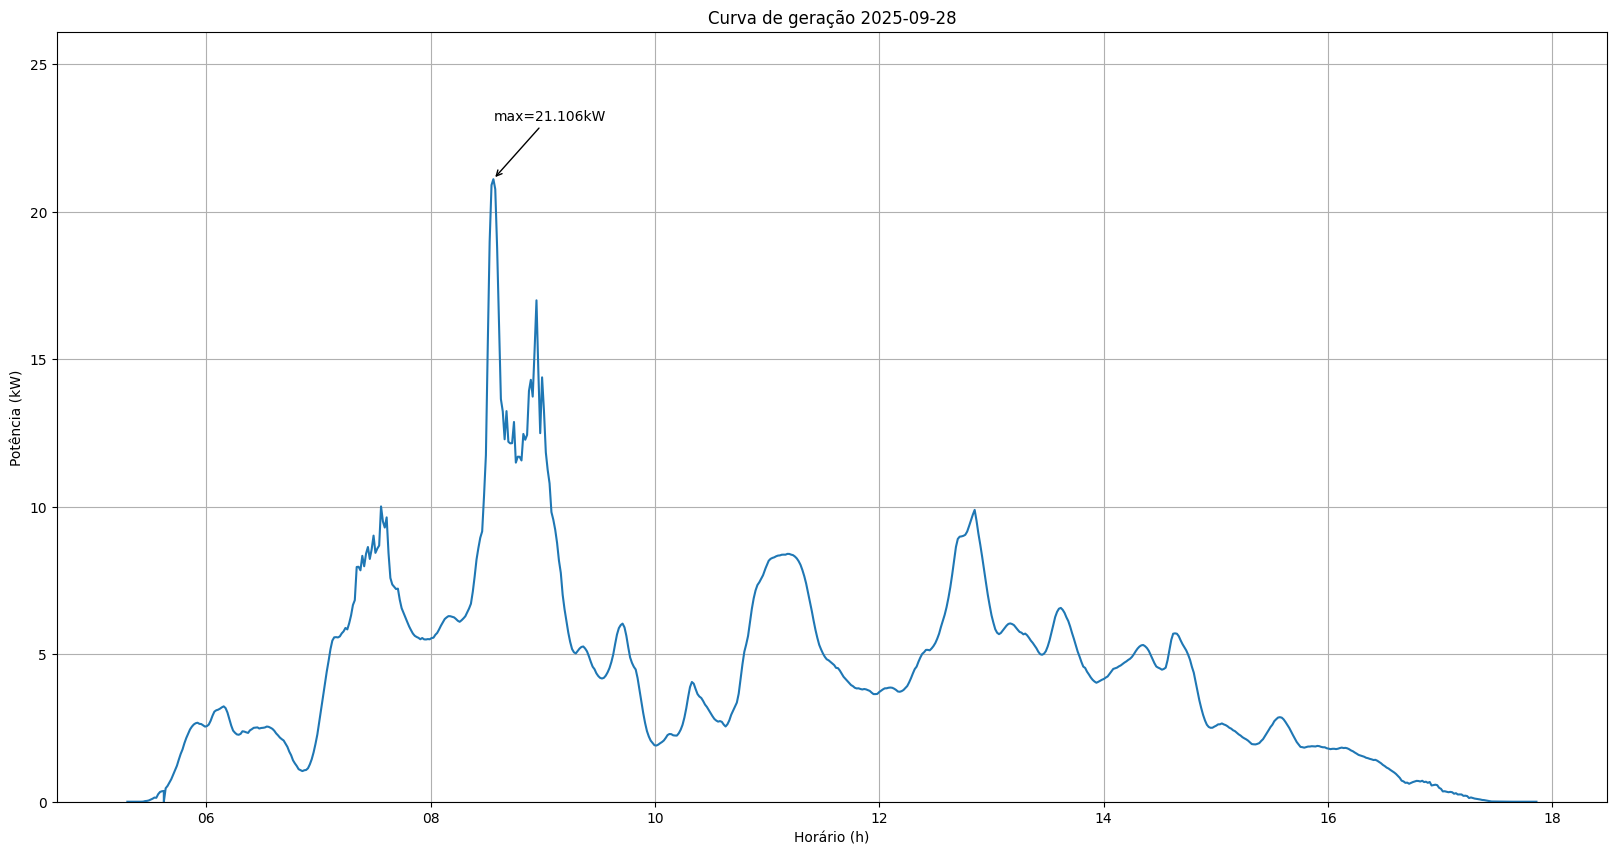 Curva de geração 2025-09-28
25
max=21.106kW
20
15
Potência (kW)
10
5
0
06 08 10 12 14 16 18
Horário (h)